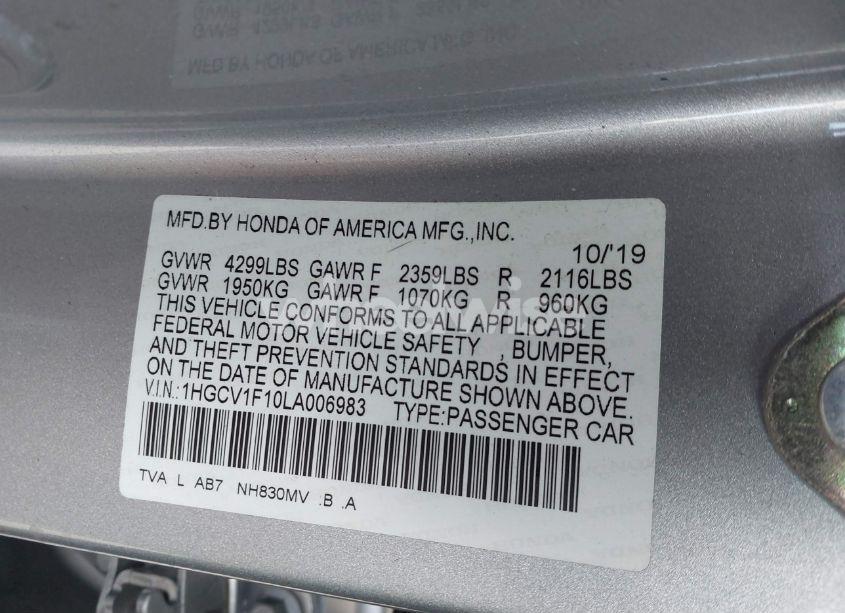 MFD.BY HONDA OF AMERICA MFG.,INC.
10/'19
GVWR 4299LBS GAWR F 2359LBS R 2116LBS
GVWR 1950KG GAWR F 1070KG R 960KG
THIS VEHICLE CONFORMS TO ALL APPLICABLE
FEDERAL MOTOR VEHICLE SAFETY , BUMPER,
AND THEFT PREVENTION STANDARDS IN EFFECT
ON THE DATE OF MANUFACTURE SHOWN ABOVE.
V.I.N.:1HGCV1F10LA006983 TYPE:PASSENGER CAR
TVA L AB7 NH830MV :B .A